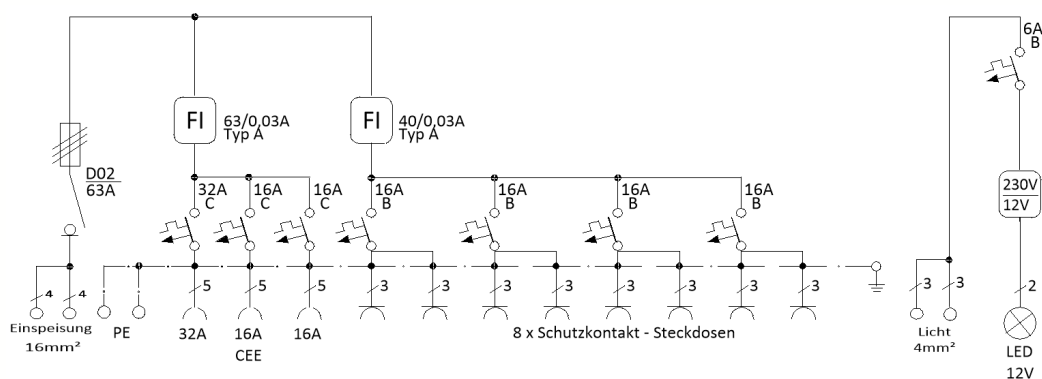 6A
B
FI
63/0,03A
Typ A
FI
40/0,03A
Typ A
D02
63A
32A
C
16A
C
16A
C
16A
B
16A
B
16A
B
16A
B
230V
12V
4
4
5
5
5
3
3
3
3
3
3
3
3
3
3
2
Einspeisung
16mm²
PE
32A
16A
CEE
16A
8 x Schutzkontakt - Steckdosen
Licht
4mm²
LED
12V